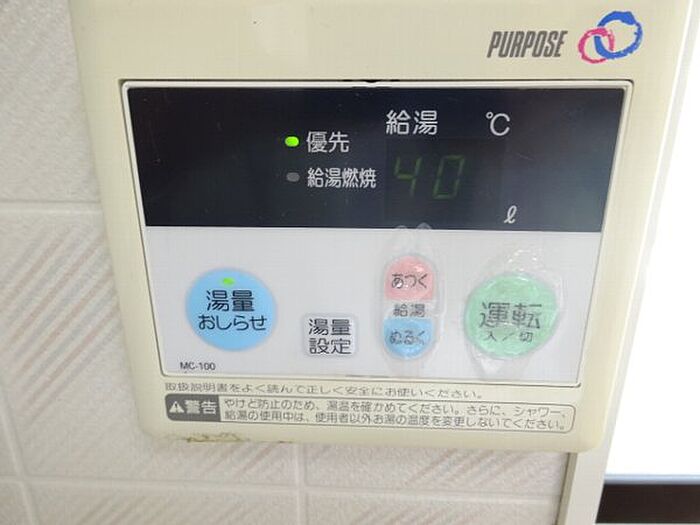 PURPOSE
給湯 ℃
優先
給湯燃焼
40
ℓ
湯量
おしらせ
湯量
設定
あつく
給湯
ぬるく
運転
入/切
MC-100
取扱説明書をよく読んで正しく安全にお使いください。
警告
やけど防止のため、湯温を確かめてください。さらに、シャワー、
給湯の使用中は、使用者以外お湯の温度を変更しないでください。